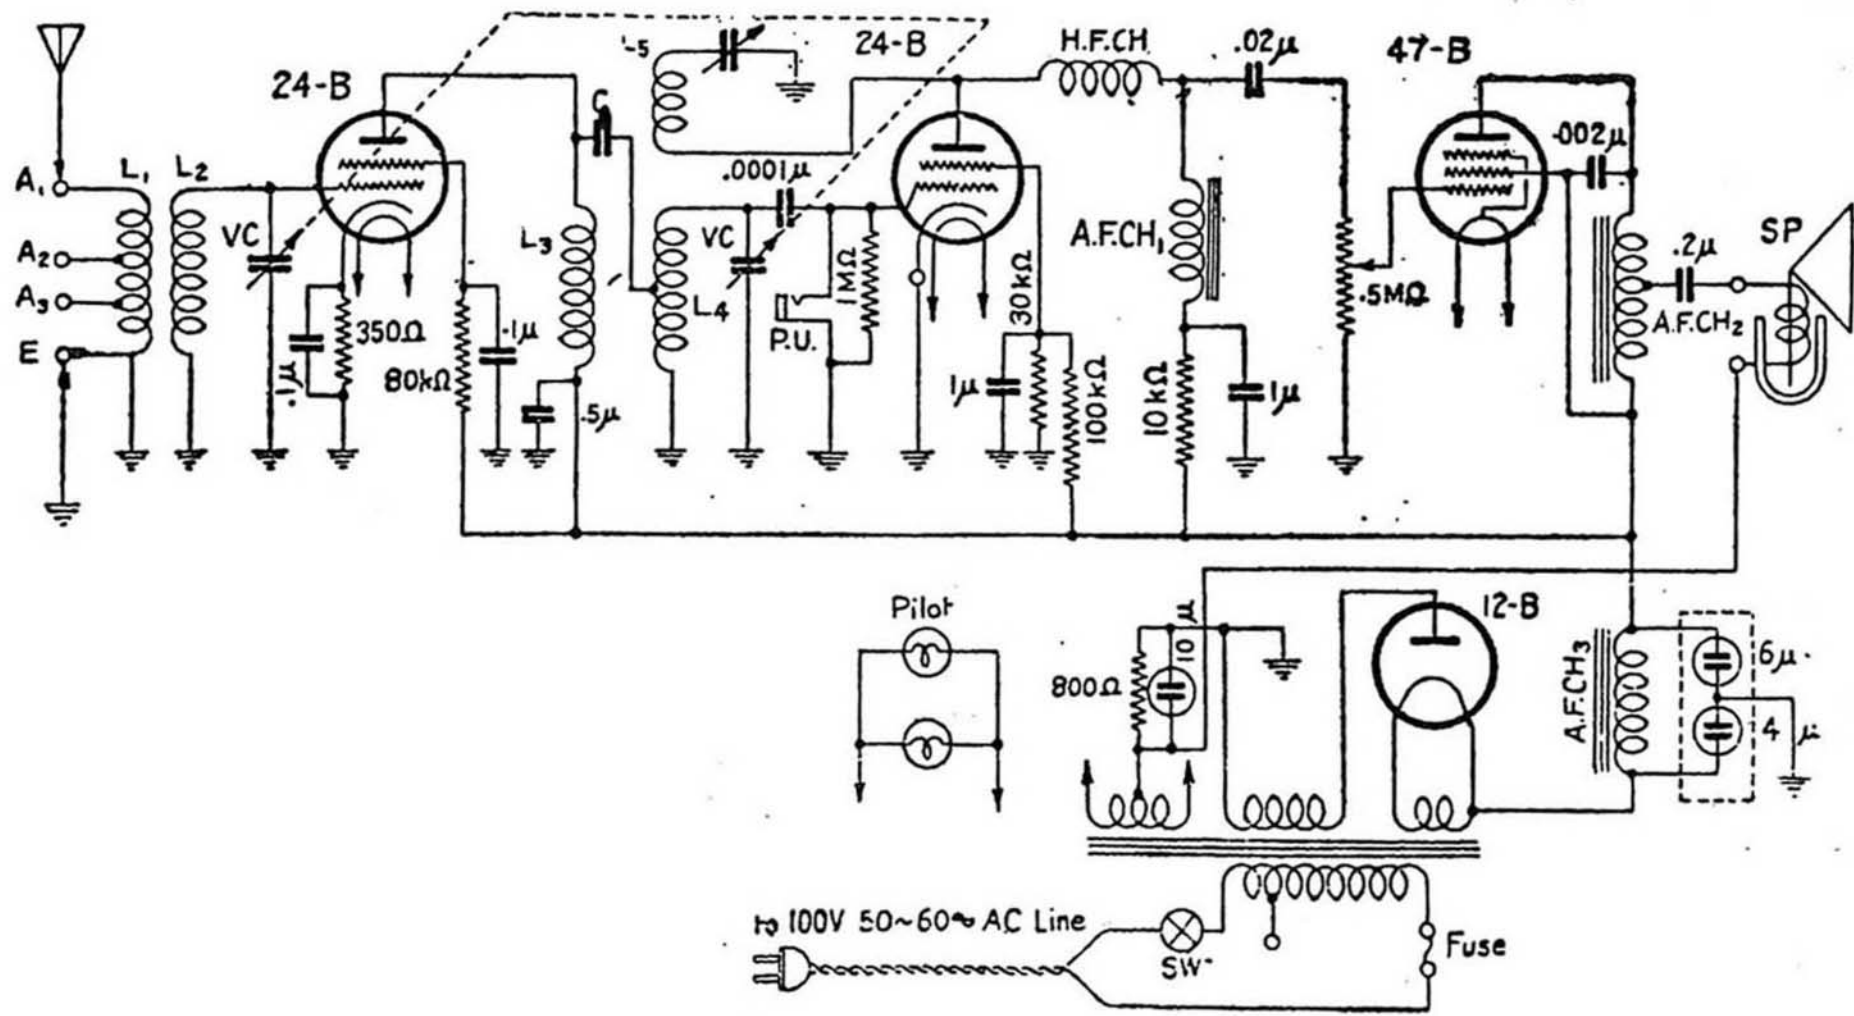 L-5
24-B
H.F.CH
.02μ
47-B
24-B
C
.002μ
A₁
L₁
L₂
.0001μ
A₂
VC
L₃
VC
1MΩ
A.F.CH₁
.2μ
SP
A₃
L₄
30kΩ
.5MΩ
A.F.CH₂
E
350Ω
.1μ
P.U.
.1μ
80kΩ
.5μ
1μ
100kΩ
10kΩ
1μ
Pilot
10μ
12-B
800Ω
A.F.CH₃
6μ
4μ
to 100V 50~60~ AC Line
SW
Fuse